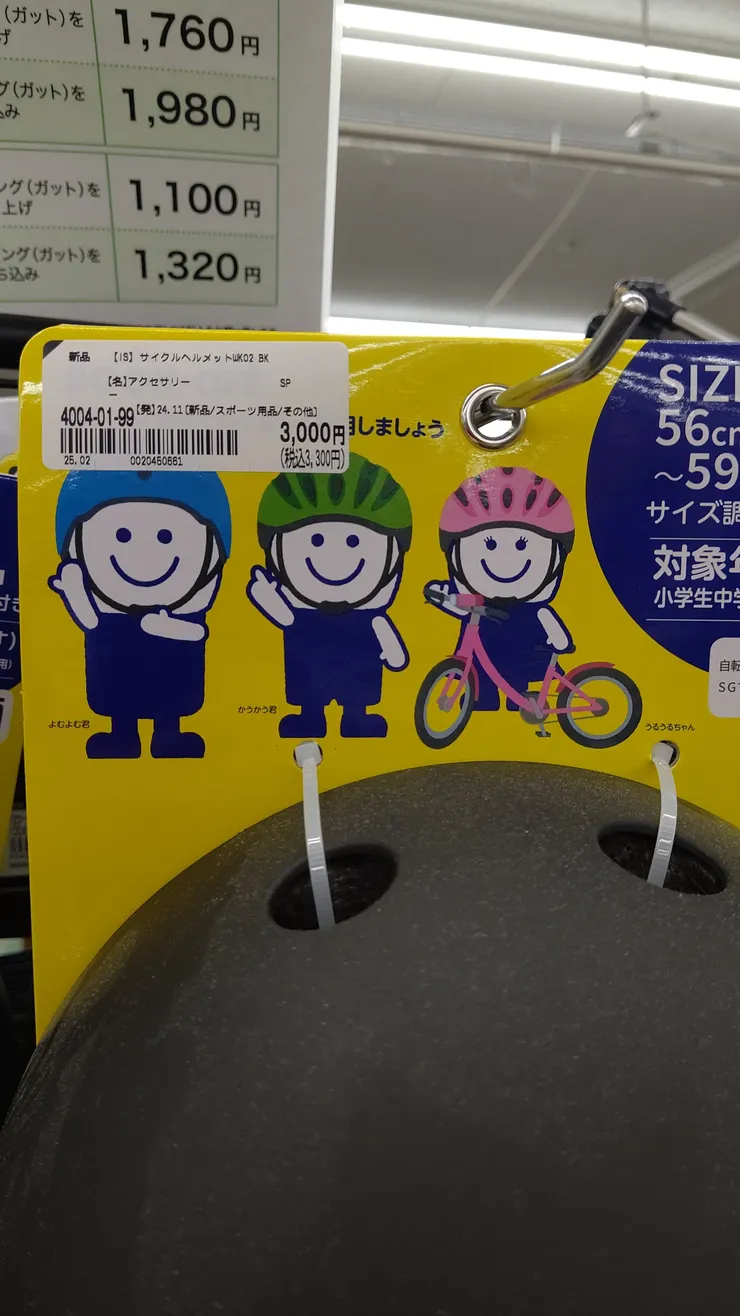 (ガット)を
1,760円
(ガット)を
1,980円
ング(ガット)を
上げ
1,100円
ング(ガット)を
1,320円
新品 【IS】サイクルヘルメットWK02 BK
【名】アクセサリー SP
4004-01-99 【発】24.11[新品/スポーツ用品/その他]
3,000円
(税込3,300円)
25.02 0020450861
しましょう
56cm
~59
サイズ調
対象
小学生中学
自転
よむよむ君
かうかう君
うるうるちゃん